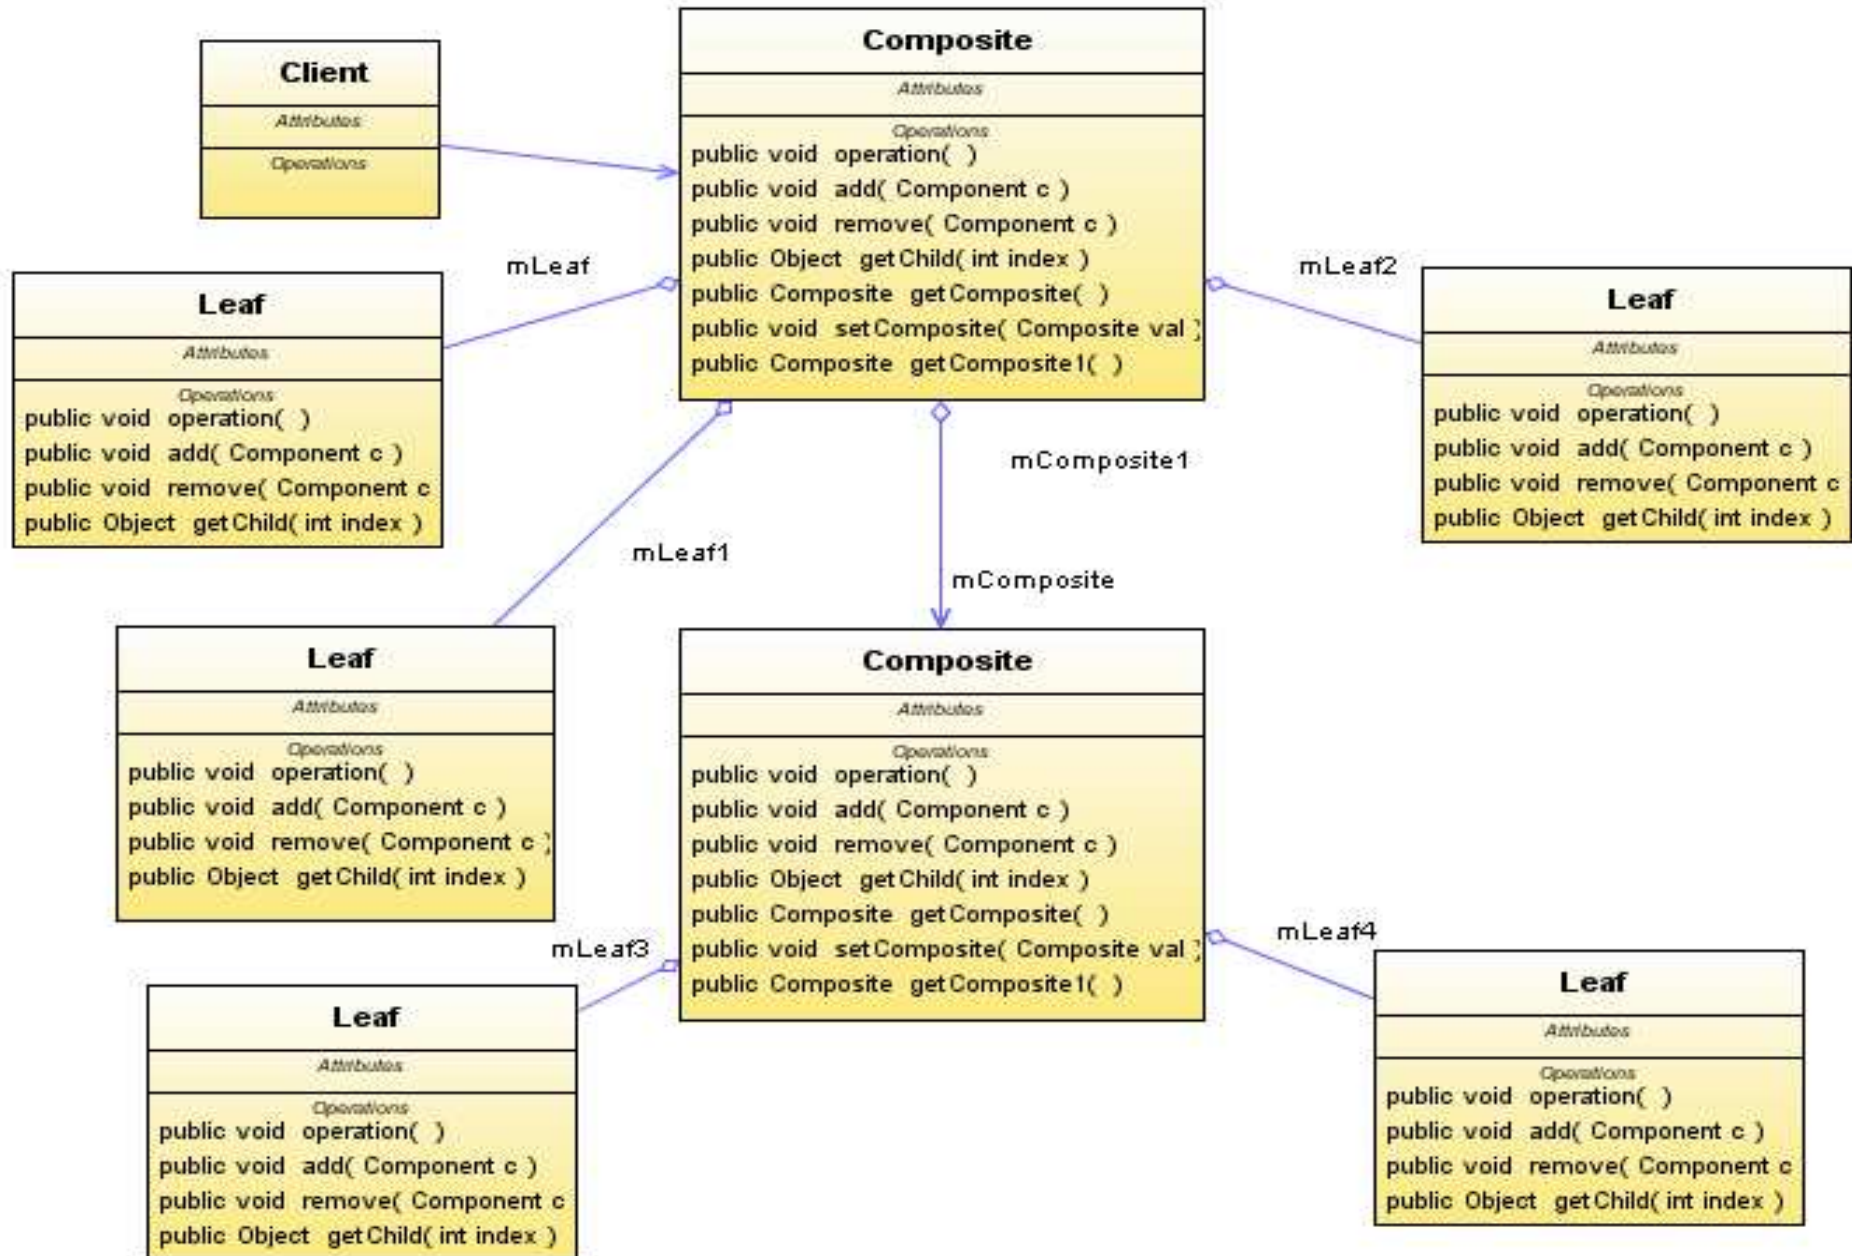 Client
Attributes
Operations
Composite
Attributes
Operations
public void operation( )
public void add( Component c )
public void remove( Component c )
public Object getChild( int index )
public Composite getComposite( )
public void setComposite( Composite val )
public Composite getComposite1( )
mLeaf
mLeaf2
Leaf
Attributes
Operations
public void operation( )
public void add( Component c )
public void remove( Component c
public Object getChild( int index )
Leaf
Attributes
Operations
public void operation( )
public void add( Component c )
public void remove( Component c
public Object getChild( int index )
mComposite1
mLeaf1
mComposite
Leaf
Attributes
Operations
public void operation( )
public void add( Component c )
public void remove( Component c )
public Object getChild( int index )
Composite
Attributes
Operations
public void operation( )
public void add( Component c )
public void remove( Component c )
public Object getChild( int index )
public Composite getComposite( )
public void setComposite( Composite val )
public Composite getComposite1( )
mLeaf3
mLeaf4
Leaf
Attributes
Operations
public void operation( )
public void add( Component c )
public void remove( Component c
public Object getChild( int index )
Leaf
Attributes
Operations
public void operation( )
public void add( Component c )
public void remove( Component c
public Object getChild( int index )